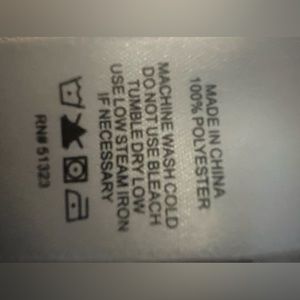 MADE IN CHINA
100% POLYESTER
MACHINE WASH COLD
DO NOT USE BLEACH
TUMBLE DRY LOW
USE LOW STEAM IRON
IF NECESSARY
RN# 51323